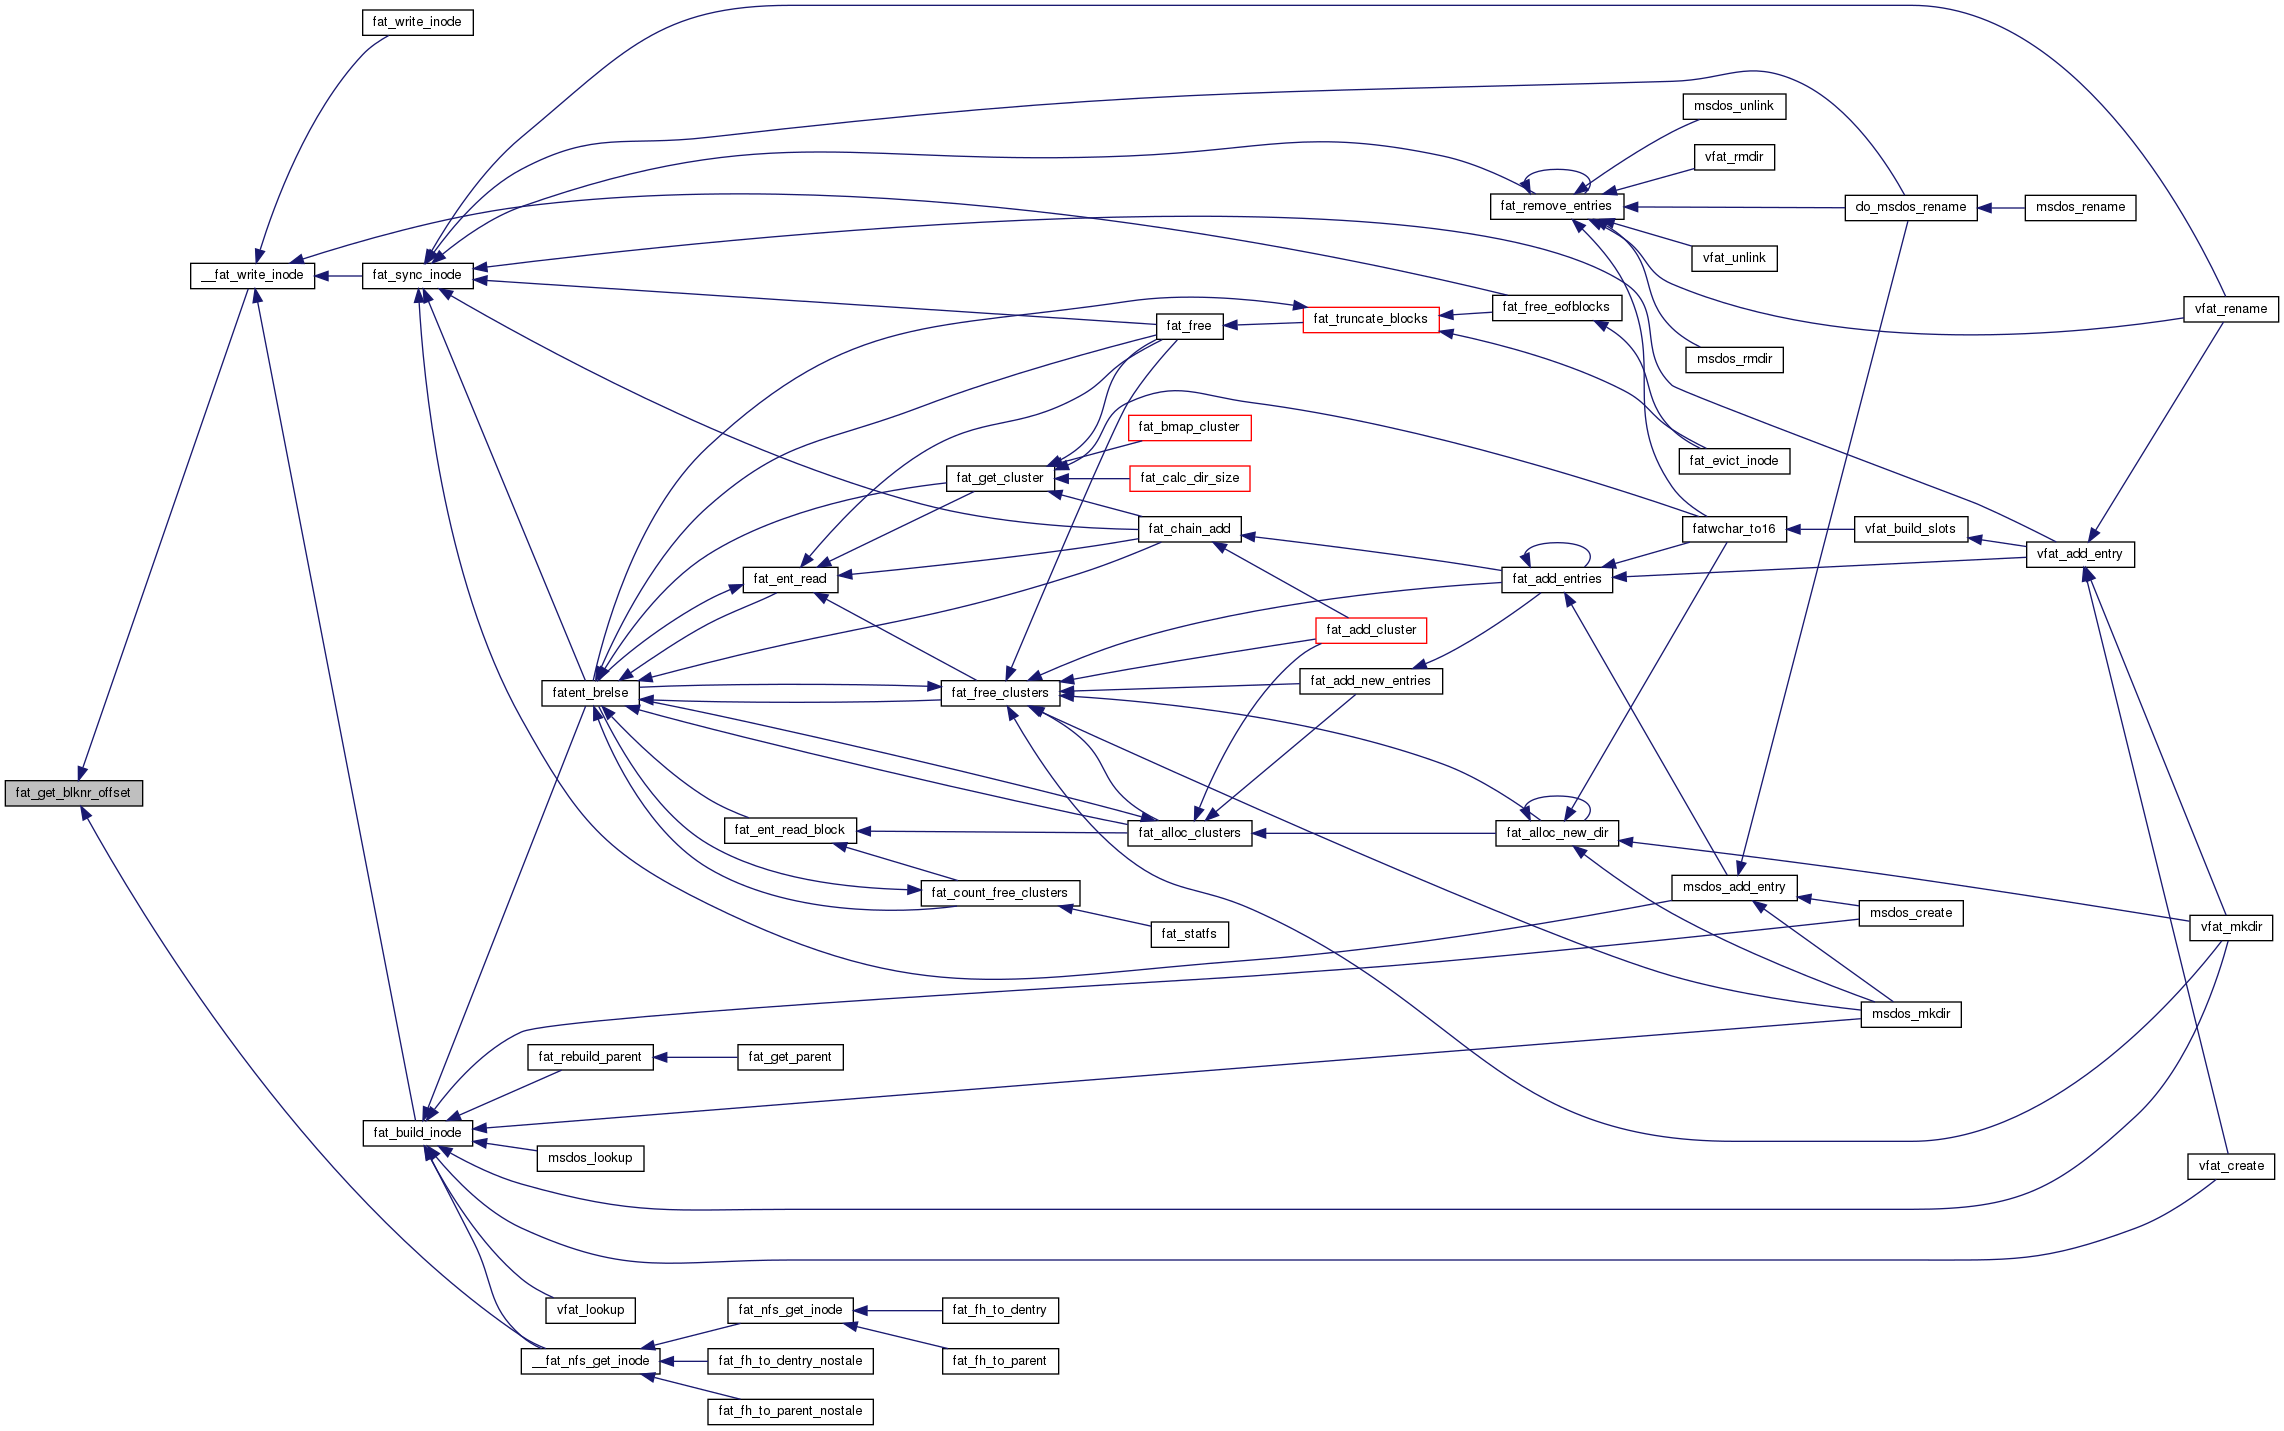 fat_write_inode
msdos_unlink
vfat_rmdir
fat_remove_entries
do_msdos_rename
msdos_rename
vfat_unlink
__fat_write_inode
fat_sync_inode
fat_free_eofblocks
vfat_rename
fat_truncate_blocks
fat_free
msdos_rmdir
fat_bmap_cluster
fat_evict_inode
fat_get_cluster
fat_calc_dir_size
fat_chain_add
fatwchar_to16
vfat_build_slots
vfat_add_entry
fat_ent_read
fat_add_entries
fat_add_cluster
fat_add_new_entries
fatent_brelse
fat_free_clusters
fat_get_blknr_offset
fat_ent_read_block
fat_alloc_clusters
fat_alloc_new_dir
msdos_add_entry
fat_count_free_clusters
msdos_create
vfat_mkdir
fat_statfs
msdos_mkdir
fat_rebuild_parent
fat_get_parent
fat_build_inode
msdos_lookup
vfat_create
vfat_lookup
fat_nfs_get_inode
fat_fh_to_dentry
__fat_nfs_get_inode
fat_fh_to_dentry_nostale
fat_fh_to_parent
fat_fh_to_parent_nostale